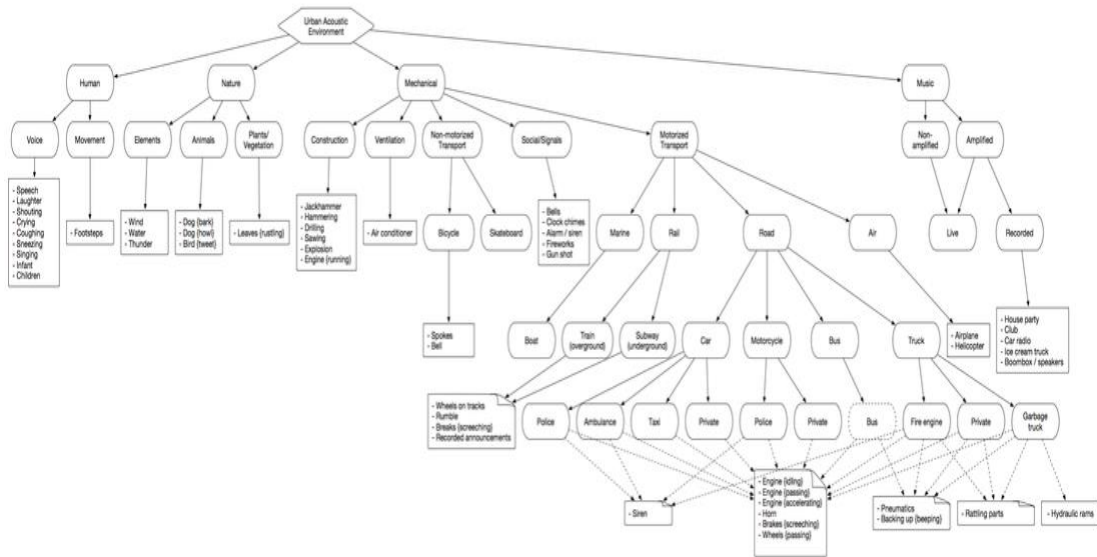 Urban Acoustic
Environment
Human
Nature
Mechanical
Music
Voice
Movement
Elements
Animals
Plants/
Vegetation
Construction
Ventilation
Non-motorized
Transport
Social/Signals
Motorized
Transport
Non-
amplified
Amplified
- Speech
- Laughter
- Shouting
- Crying
- Coughing
- Sneezing
- Singing
- Infant
- Children
- Footsteps
- Wind
- Water
- Thunder
- Dog {bark}
- Dog {howl}
- Bird {tweet}
- Leaves {rustling}
- Jackhammer
- Hammering
- Drilling
- Sawing
- Explosion
- Engine {running}
- Air conditioner
Bicycle
Skateboard
- Bells
- Clock chimes
- Alarm / siren
- Fireworks
- Gun shot
Marine
Rail
Road
Air
Live
Recorded
- Spokes
- Bell
Boat
Train
{overground}
Subway
{underground}
Car
Motorcycle
Bus
Truck
- Airplane
- Helicopter
- House party
- Club
- Car radio
- Ice cream truck
- Boombox / speakers
- Wheels on tracks
- Rumble
- Breaks {screeching}
- Recorded announcements
Police
Ambulance
Taxi
Private
Police
Private
Bus
Fire engine
Private
Garbage
truck
- Siren
- Engine {idling}
- Engine {passing}
- Engine {accelerating}
- Horn
- Brakes {screeching}
- Wheels {passing}
- Pneumatics
- Backing up {beeping}
- Rattling parts
- Hydraulic rams